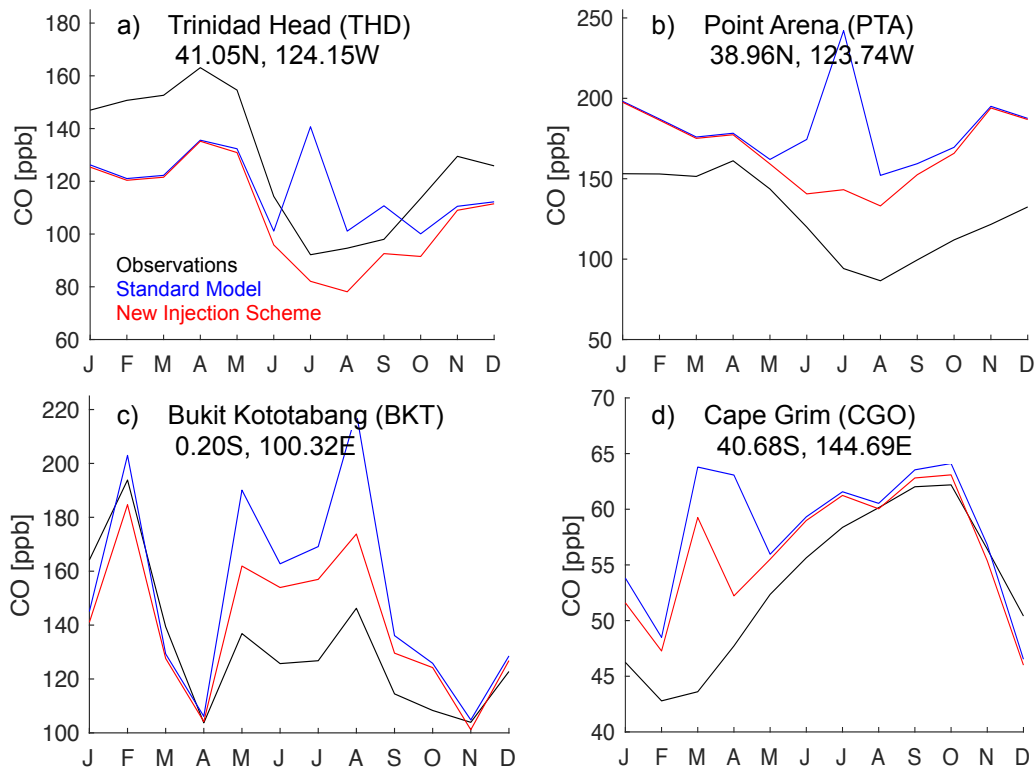 a) Trinidad Head (THD)
41.05N, 124.15W
CO [ppb]
180
160
140
120
100
80
60
Observations
Standard Model
New Injection Scheme
J F M A M J J A S O N D
b) Point Arena (PTA)
38.96N, 123.74W
CO [ppb]
250
200
150
100
50
J F M A M J J A S O N D
c) Bukit Kototabang (BKT)
0.20S, 100.32E
CO [ppb]
220
200
180
160
140
120
100
J F M A M J J A S O N D
d) Cape Grim (CGO)
40.68S, 144.69E
CO [ppb]
70
65
60
55
50
45
40
J F M A M J J A S O N D